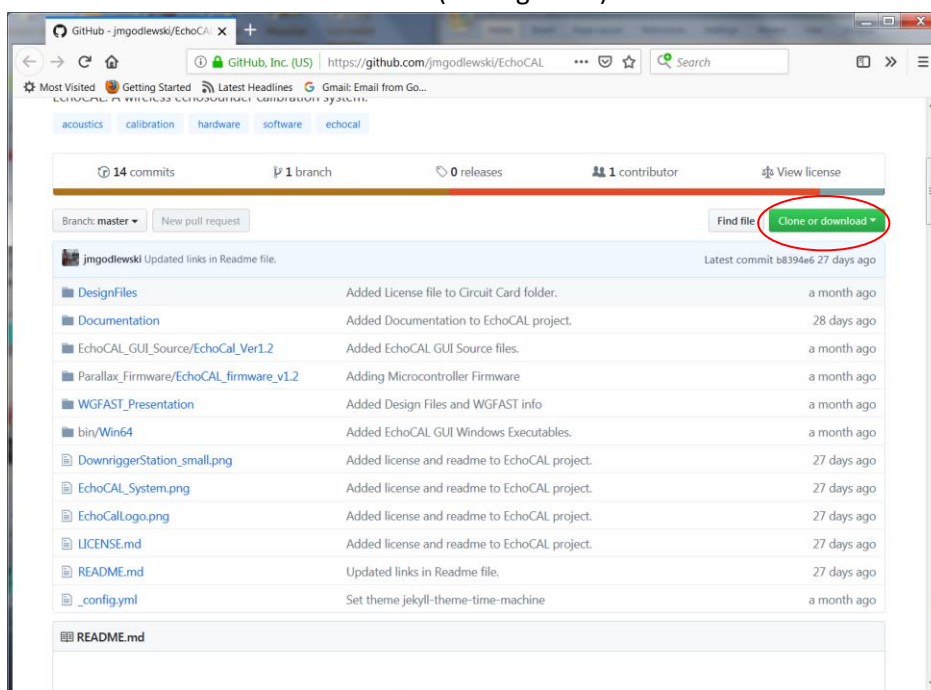 GitHub - jmgodlewski/EchoCA
GitHub, Inc. (US) https://github.com/jmgodlewski/EchoCAL Search
Most Visited Getting Started Latest Headlines Gmail: Email from Go...
EchoCAL: A wireless echosounder calibration system.
acoustics calibration hardware software echocal
14 commits 1 branch 0 releases 1 contributor View license
Branch: master New pull request Find file Clone or download
jmgodlewski Updated links in Readme file. Latest commit b8394e6 27 days ago
DesignFiles Added License file to Circuit Card folder. a month ago
Documentation Added Documentation to EchoCAL project. 28 days ago
EchoCAL_GUI_Source/EchoCal_Ver1.2 Added EchoCAL GUI Source files. a month ago
Parallax_Firmware/EchoCAL_firmware_v1.2 Adding Microcontroller Firmware a month ago
WGFAST_Presentation Added Design Files and WGFAST info a month ago
bin/Win64 Added EchoCAL GUI Windows Executables. a month ago
DownriggerStation_small.png Added license and readme to EchoCAL project. 27 days ago
EchoCAL_System.png Added license and readme to EchoCAL project. 27 days ago
EchoCalLogo.png Added license and readme to EchoCAL project. 27 days ago
LICENSE.md Added license and readme to EchoCAL project. 27 days ago
README.md Updated links in Readme file. 27 days ago
_config.yml Set theme jekyll-theme-time-machine a month ago
README.md